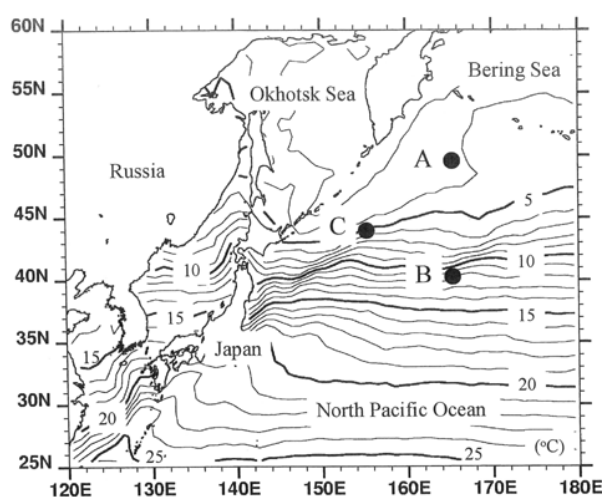 60N
55N
50N
45N
40N
35N
30N
25N
120E 130E 140E 150E 160E 170E 180E
Okhotsk Sea
Bering Sea
Russia
A
C
B
5
10
10
15
15
15
Japan
20
20
North Pacific Ocean
25
25
(°C)